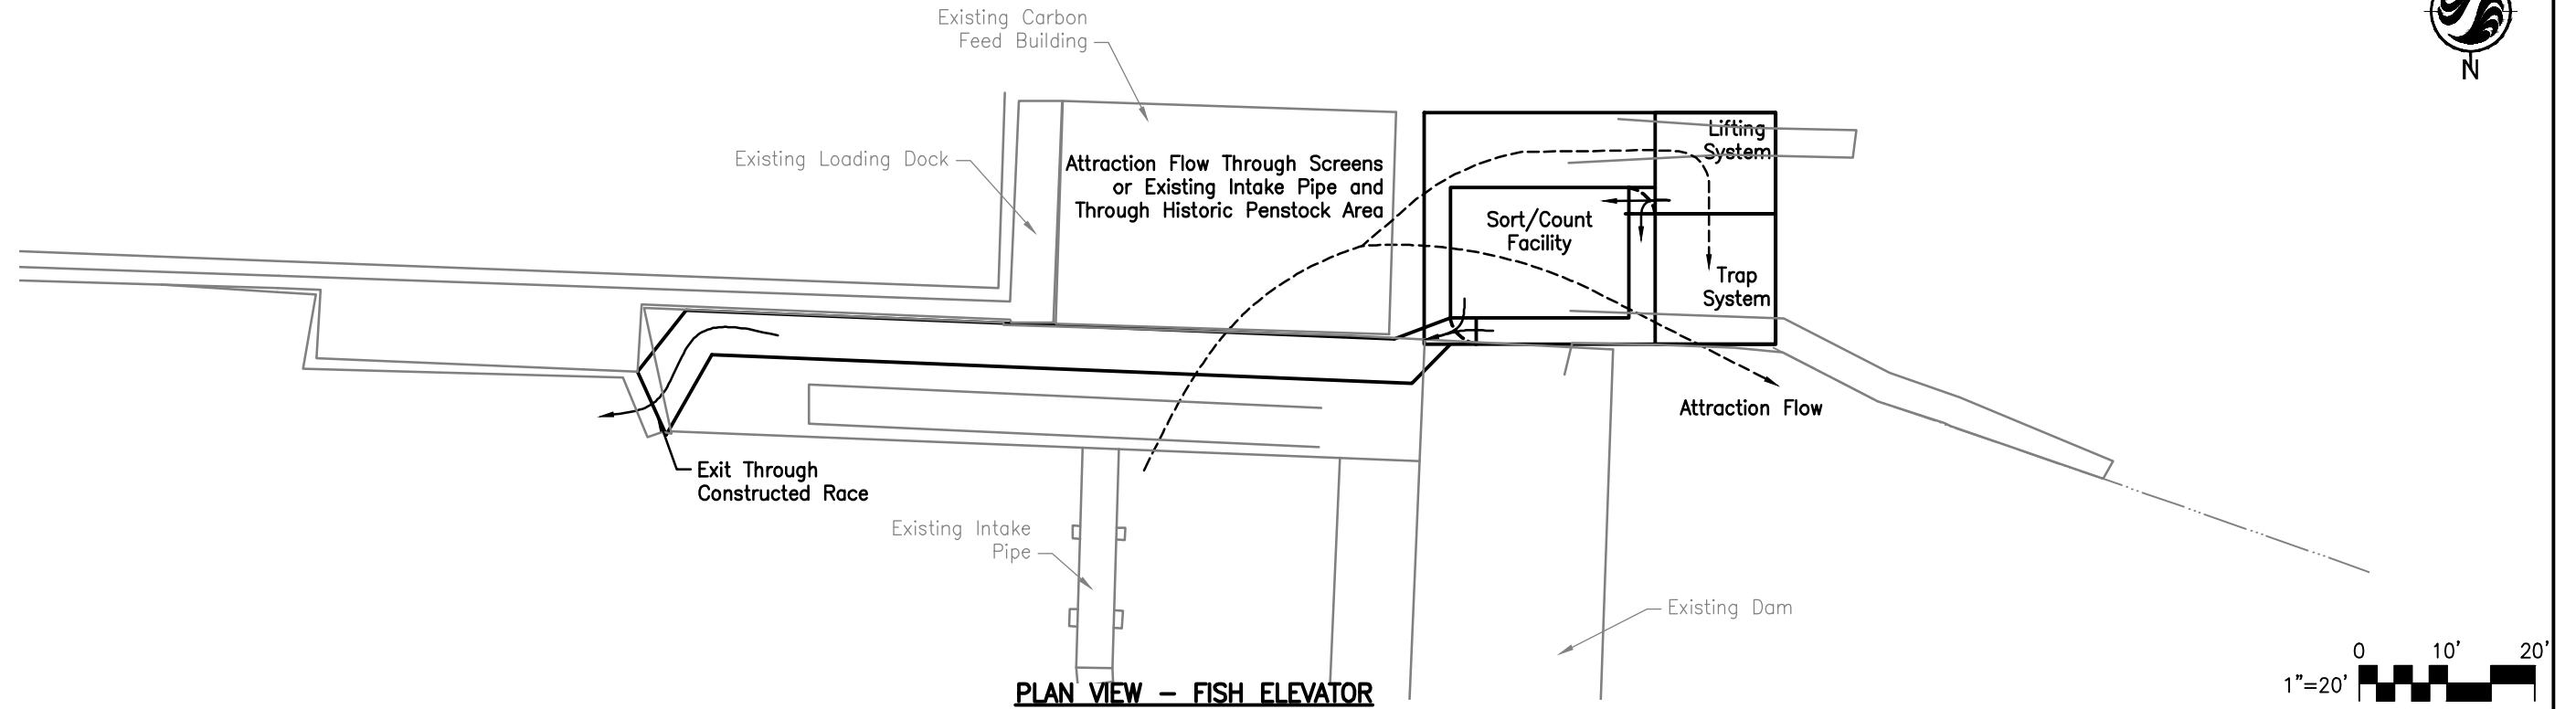 Existing Carbon
Feed Building
N
Lifting
System
Existing Loading Dock
Attraction Flow Through Screens
or Existing Intake Pipe and
Through Historic Penstock Area
Sort/Count
Facility
Trap
System
Attraction Flow
Exit Through
Constructed Race
Existing Intake
Pipe
Existing Dam
0 10' 20'
1"=20'
PLAN VIEW - FISH ELEVATOR